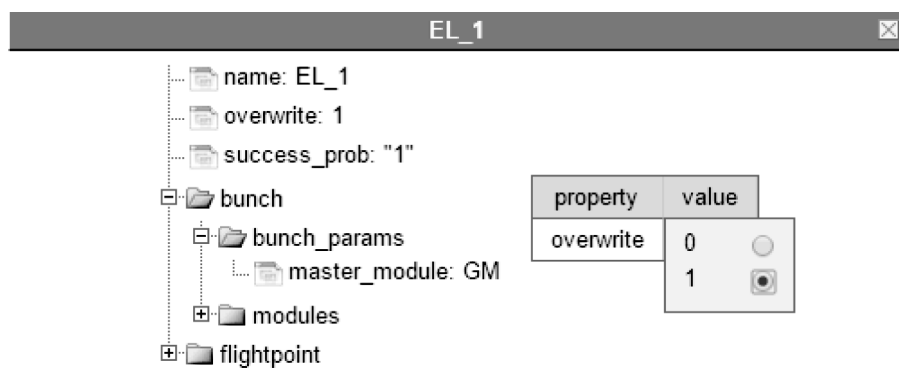 EL_1
name: EL_1
overwrite: 1
success_prob: "1"
bunch
bunch_params
master_module: GM
modules
flightpoint
property value
overwrite 0
1